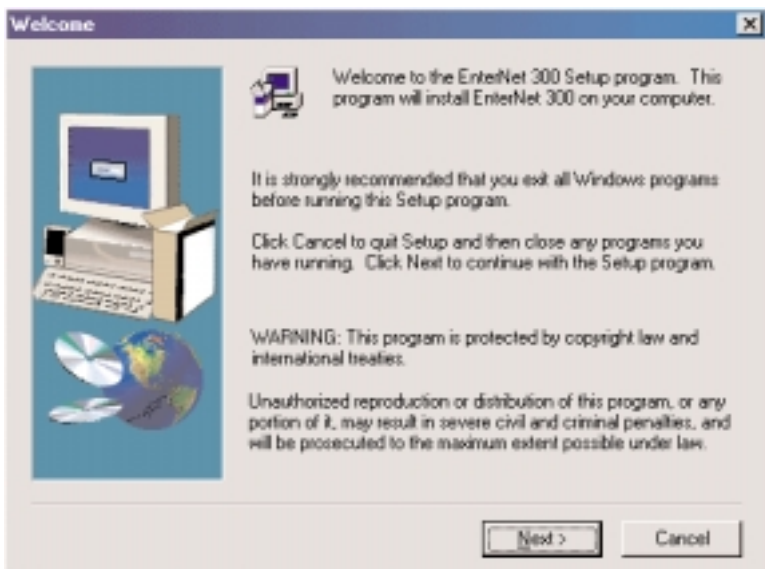 Welcome
Welcome to the EnterNet 300 Setup program. This
program will install EnterNet 300 on your computer.
It is strongly recommended that you exit all Windows programs
before running this Setup program.
Click Cancel to quit Setup and then close any programs you
have running. Click Next to continue with the Setup program.
WARNING: This program is protected by copyright law and
international treaties.
Unauthorized reproduction or distribution of this program, or any
portion of it, may result in severe civil and criminal penalties, and
will be prosecuted to the maximum extent possible under law.
Next >
Cancel